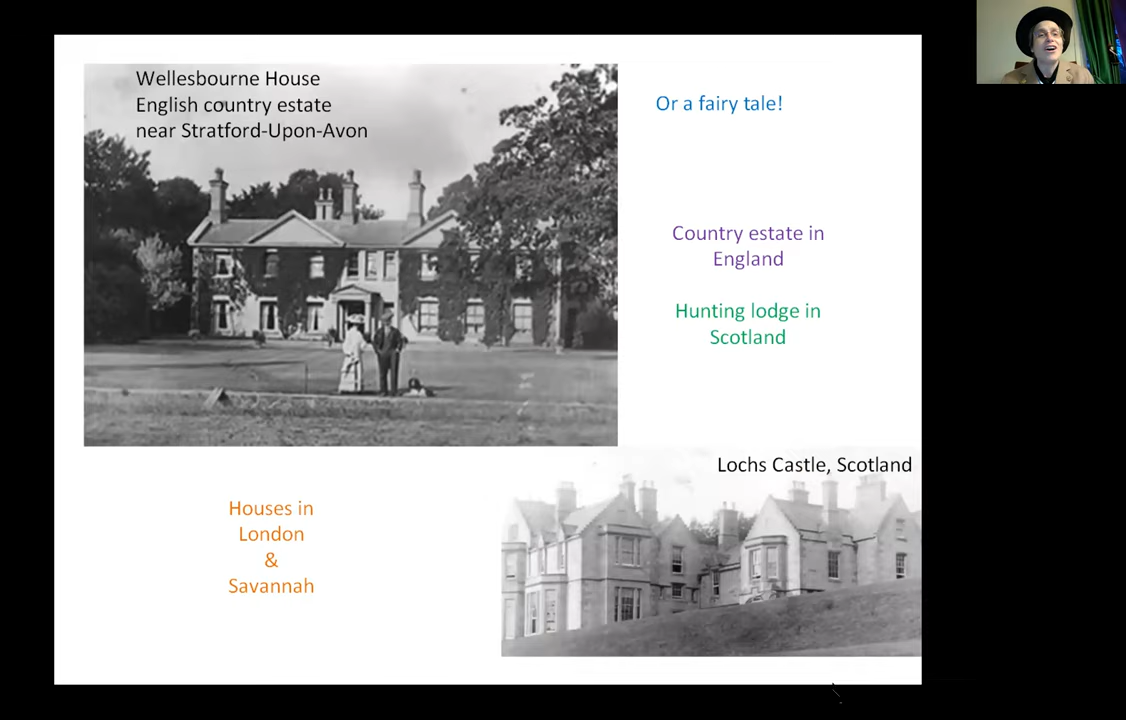 Wellesbourne House
English country estate
near Stratford-Upon-Avon
Or a fairy tale!
Country estate in
England
Hunting lodge in
Scotland
Lochs Castle, Scotland
Houses in
London
&
Savannah